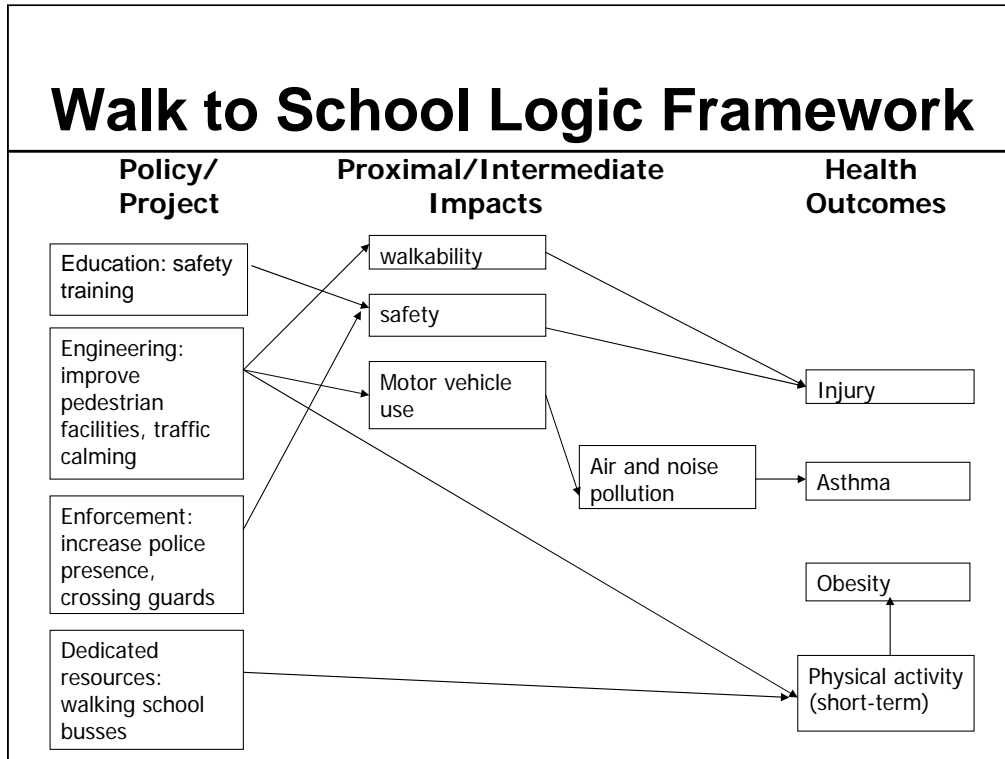 Walk to School Logic Framework
Policy/
Project
Proximal/Intermediate
Impacts
Health
Outcomes
Education: safety
training
Engineering:
improve
pedestrian
facilities, traffic
calming
Enforcement:
increase police
presence,
crossing guards
Dedicated
resources:
walking school
busses
walkability
safety
Motor vehicle
use
Air and noise
pollution
Injury
Asthma
Obesity
Physical activity
(short-term)